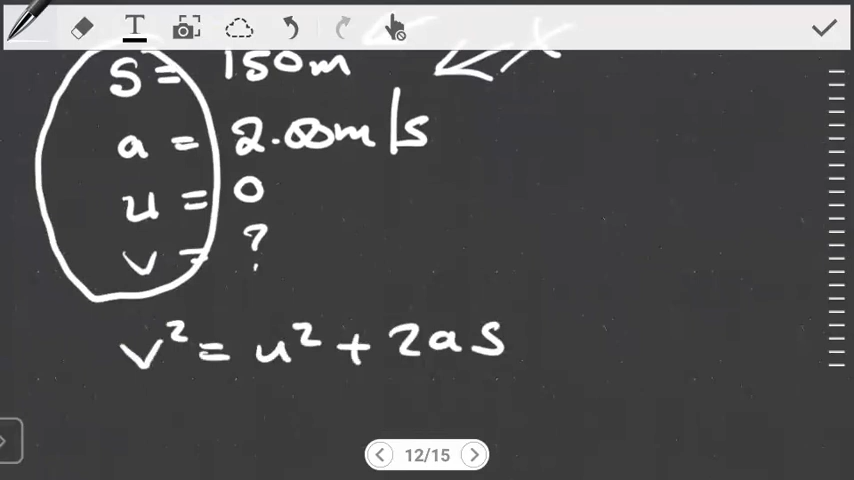 T
S = 150m
a = 2.00m/s
u = 0
v = ?
v² = u² + 2as
12/15